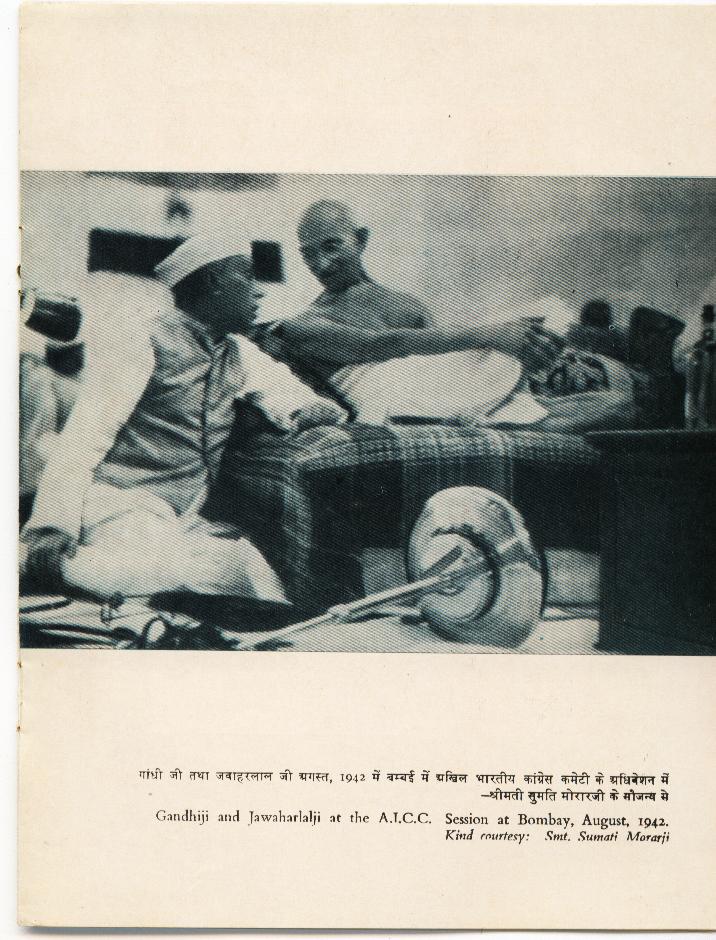 गांधी जी तथा जवाहरलाल जी अगस्त, 1942 में बम्बई में अखिल भारतीय कांग्रेस कमेटी के अधिवेशन में
—श्रीमती सुमति मोरारजी के सौजन्य से
Gandhiji and Jawaharlalji at the A.I.C.C. Session at Bombay, August, 1942.
Kind courtesy: Smt. Sumati Morarji